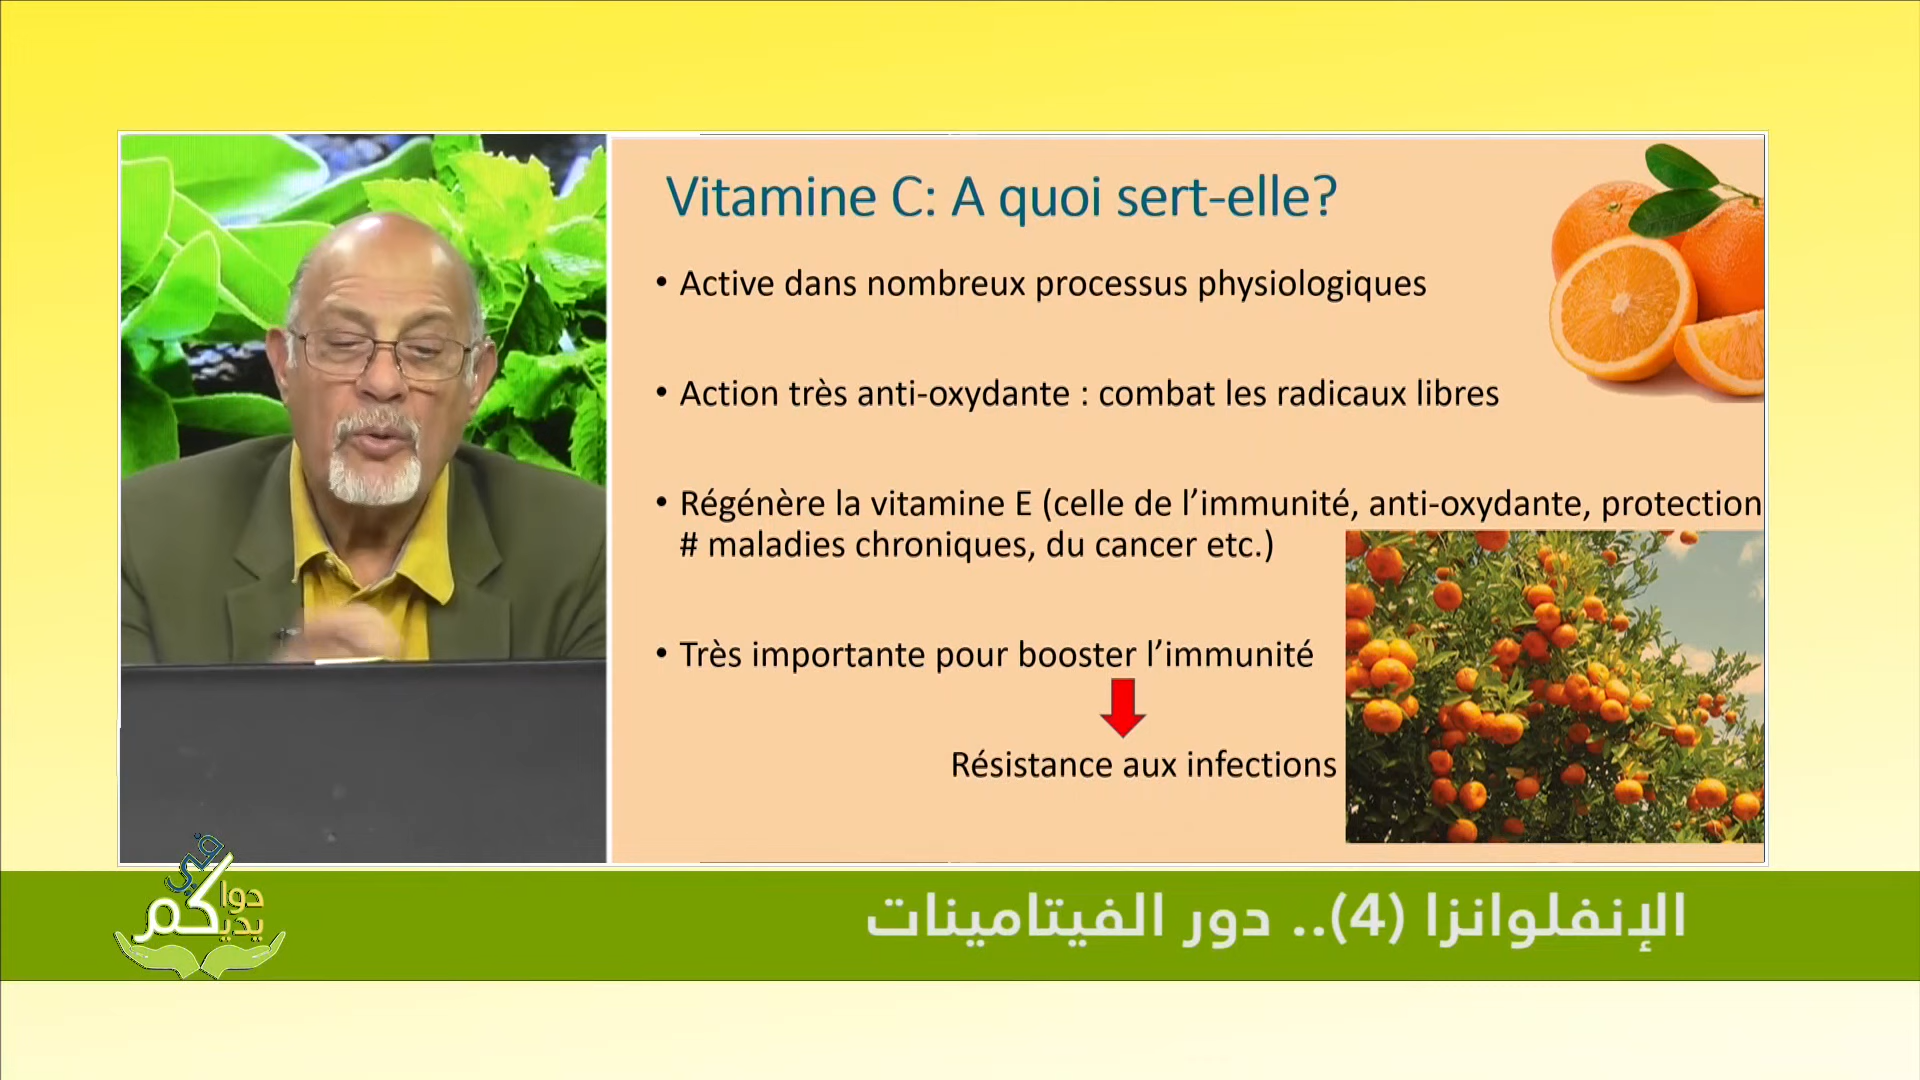 Vitamine C: A quoi sert-elle?
• Active dans nombreux processus physiologiques
• Action très anti-oxydante : combat les radicaux libres
• Régénère la vitamine E (celle de l’immunité, anti-oxydante, protection
# maladies chroniques, du cancer etc.)
• Très importante pour booster l’immunité
Résistance aux infections
الإنفلوانزا (4).. دور الفيتامينات
دواكم في يديكم